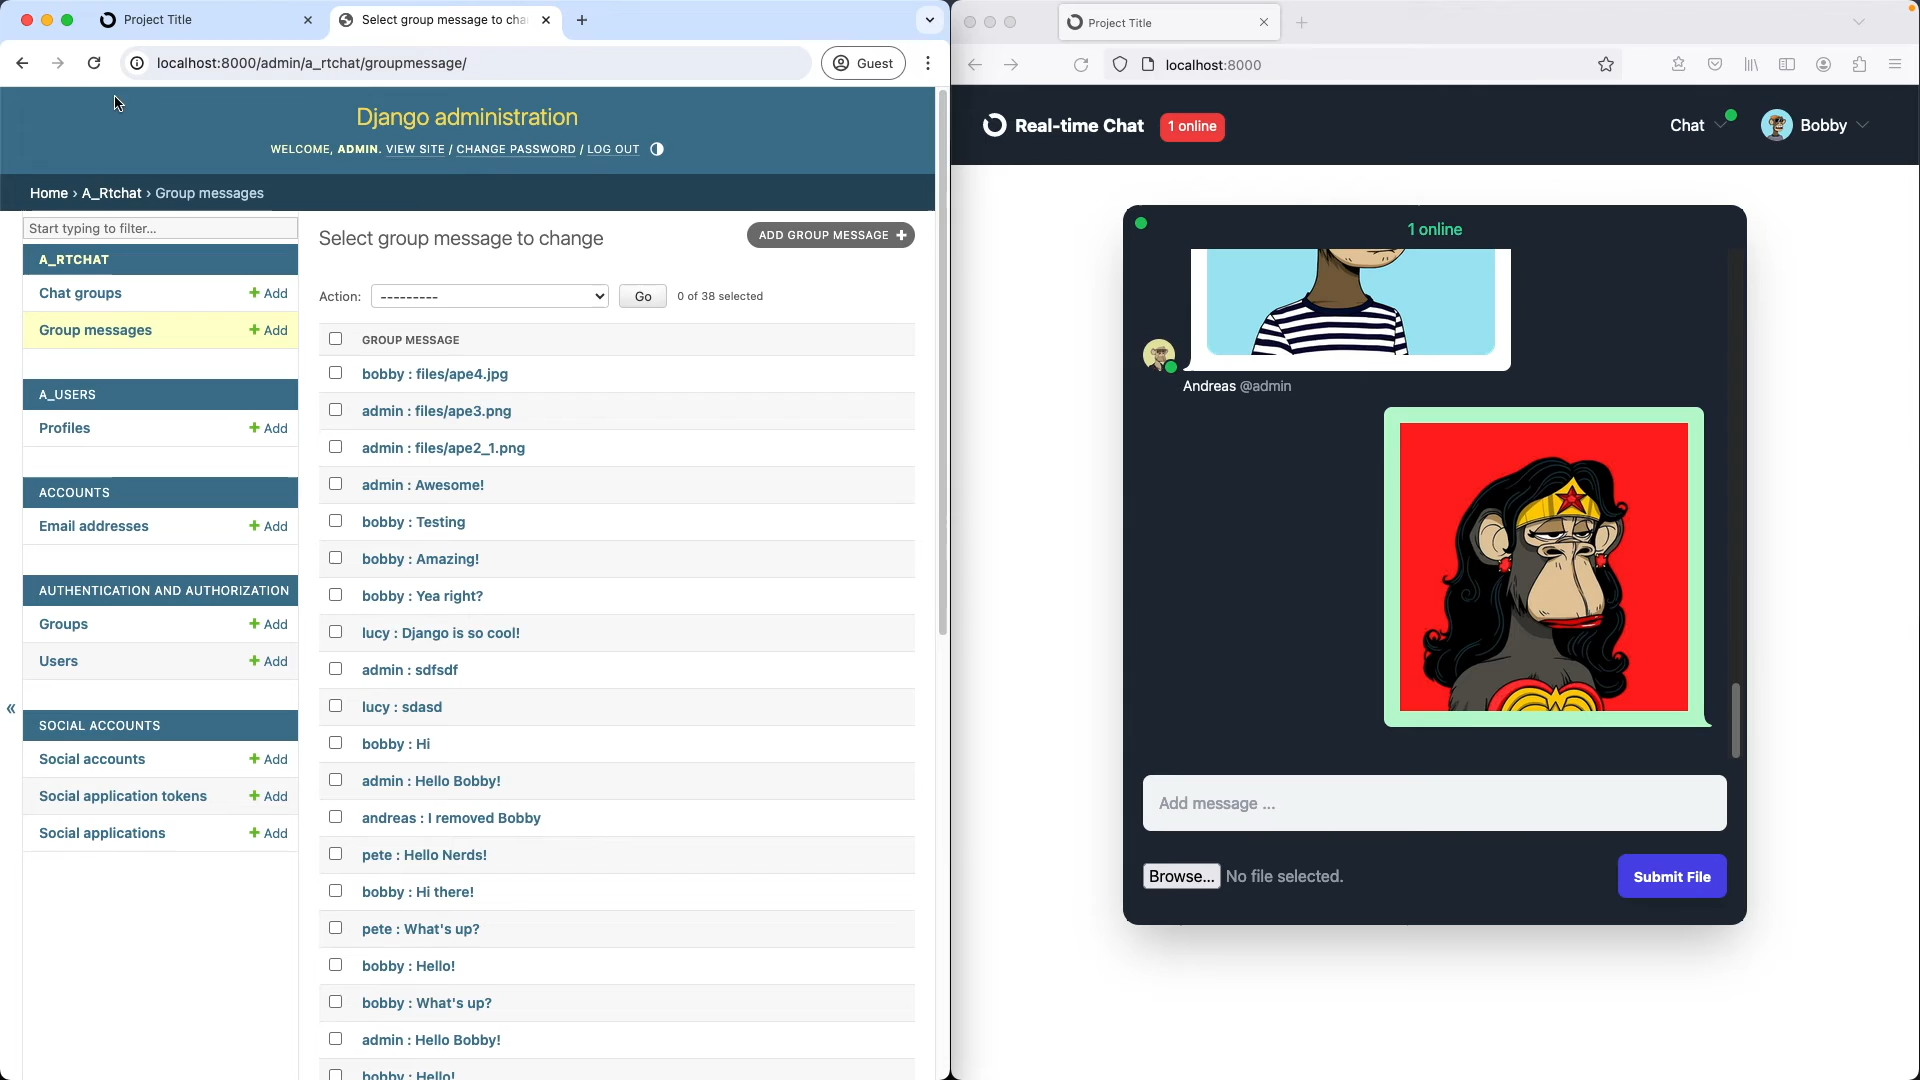 Project Title
Select group message to cha
localhost:8000/admin/a_rtchat/groupmessage/
Guest
Django administration
WELCOME, ADMIN. VIEW SITE / CHANGE PASSWORD / LOG OUT
Home › A_Rtchat › Group messages
Start typing to filter...
A_RTCHAT
Chat groups + Add
Group messages + Add
A_USERS
Profiles + Add
ACCOUNTS
Email addresses + Add
AUTHENTICATION AND AUTHORIZATION
Groups + Add
Users + Add
«
SOCIAL ACCOUNTS
Social accounts + Add
Social application tokens + Add
Social applications + Add
Select group message to change
ADD GROUP MESSAGE +
Action: --------- Go 0 of 38 selected
GROUP MESSAGE
bobby : files/ape4.jpg
admin : files/ape3.png
admin : files/ape2_1.png
admin : Awesome!
bobby : Testing
bobby : Amazing!
bobby : Yea right?
lucy : Django is so cool!
admin : sdfsdf
lucy : sdasd
bobby : Hi
admin : Hello Bobby!
andreas : I removed Bobby
pete : Hello Nerds!
bobby : Hi there!
pete : What's up?
bobby : Hello!
bobby : What's up?
admin : Hello Bobby!
bobby : Hello!
Project Title
localhost:8000
Real-time Chat 1 online
Chat
Bobby
1 online
Andreas @admin
Add message ...
Browse... No file selected.
Submit File